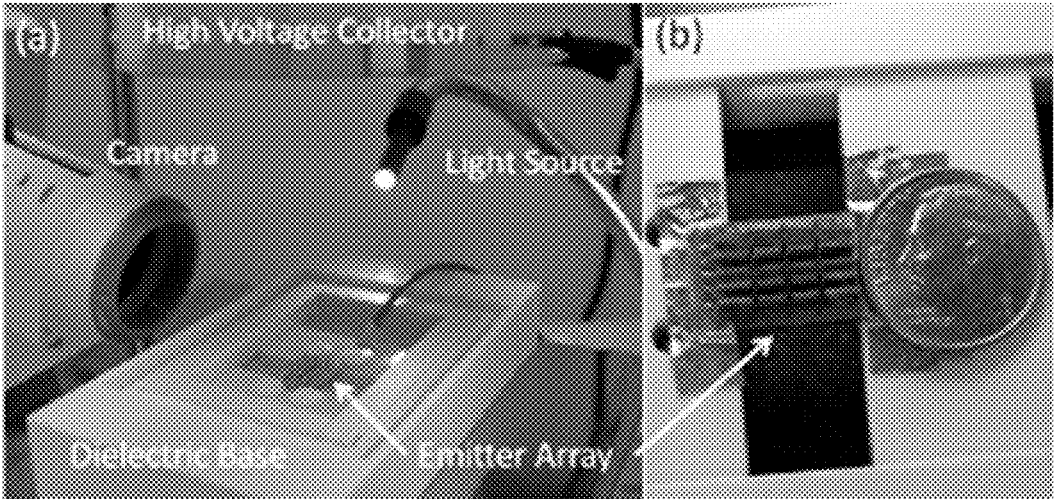 (a)
High Voltage Collector
(b)
Camera
Light Source
Dielectric Base
Emitter Array